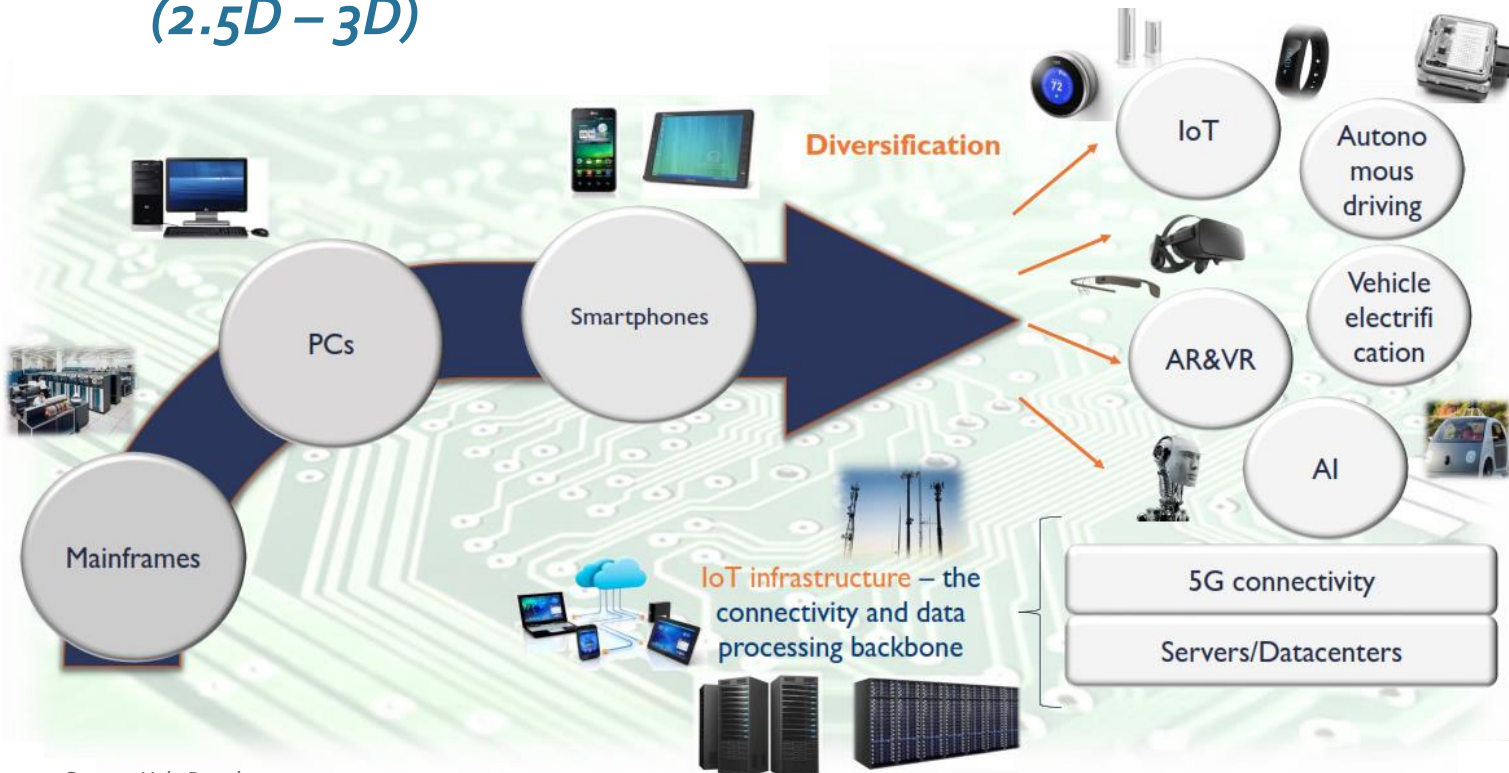 (2.5D – 3D)
72
Diversification
IoT
Autono
mous
driving
Smartphones
PCs
Vehicle
electrifi
cation
AR&VR
AI
Mainframes
IoT infrastructure – the
connectivity and data
processing backbone
5G connectivity
Servers/Datacenters